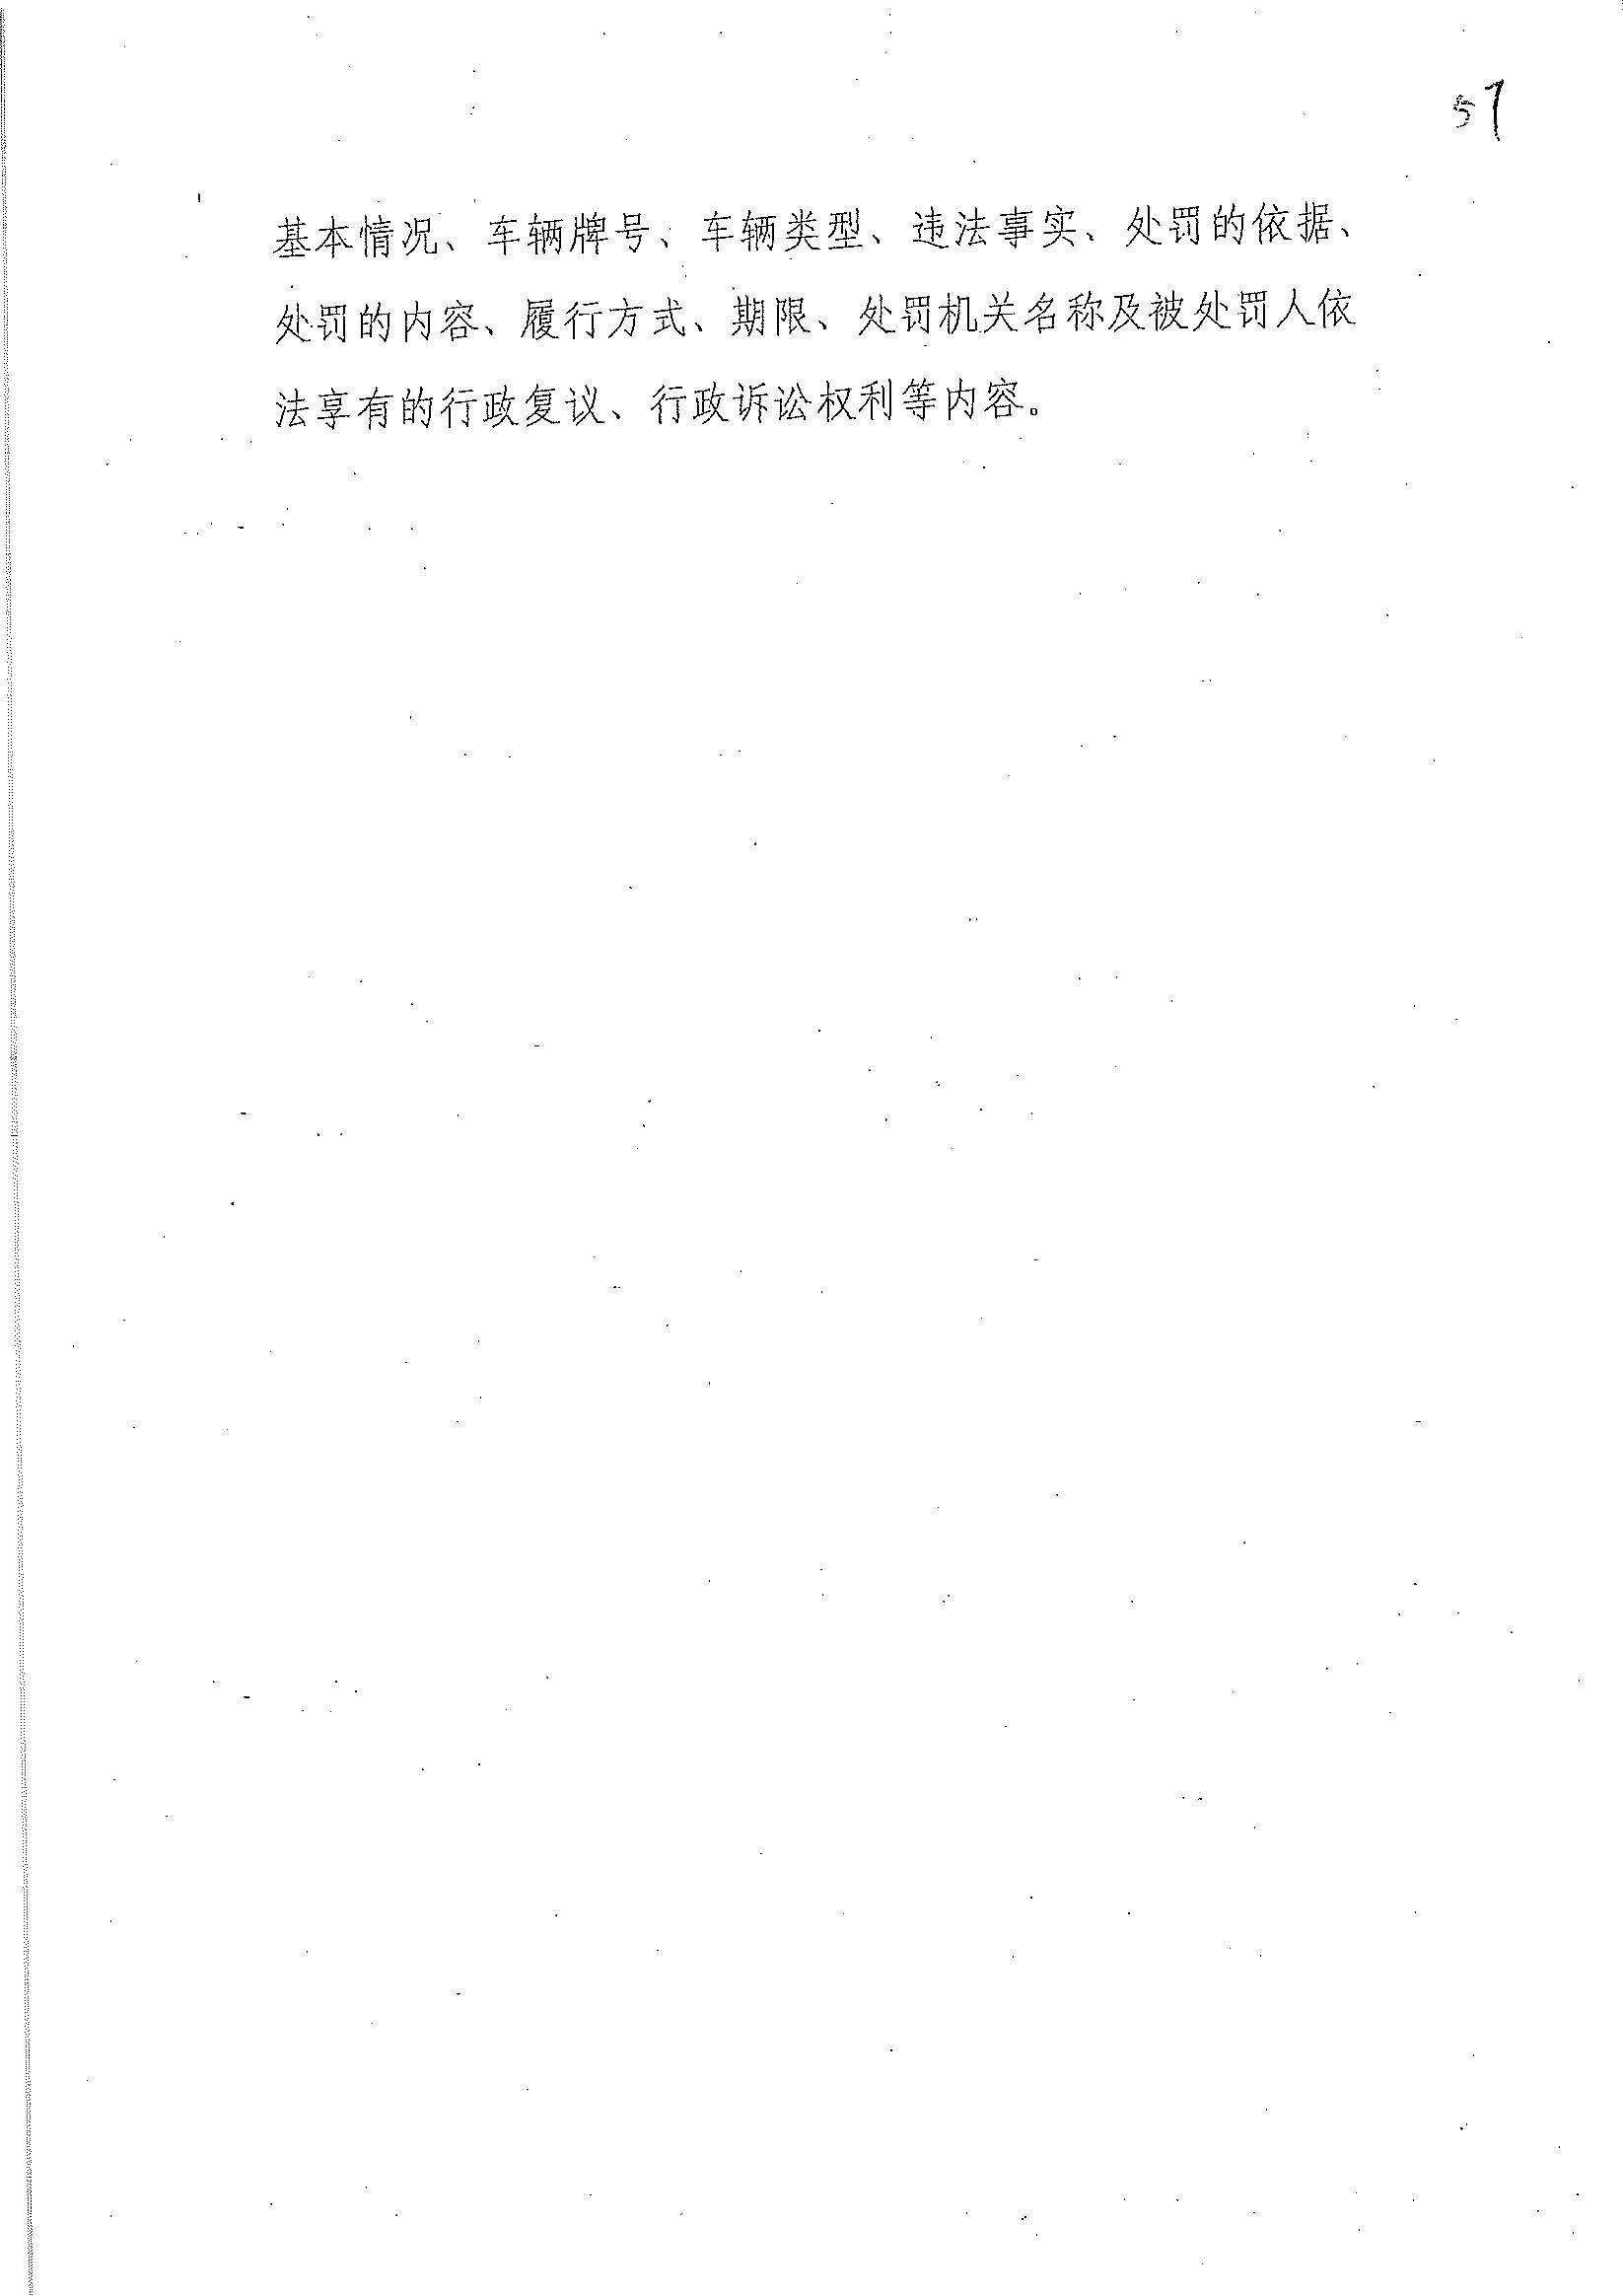 57
基本情况、车辆牌号、车辆类型、违法事实、处罚的依据、
处罚的内容、履行方式、期限、处罚机关名称及被处罚人依
法享有的行政复议、行政诉讼权利等内容。